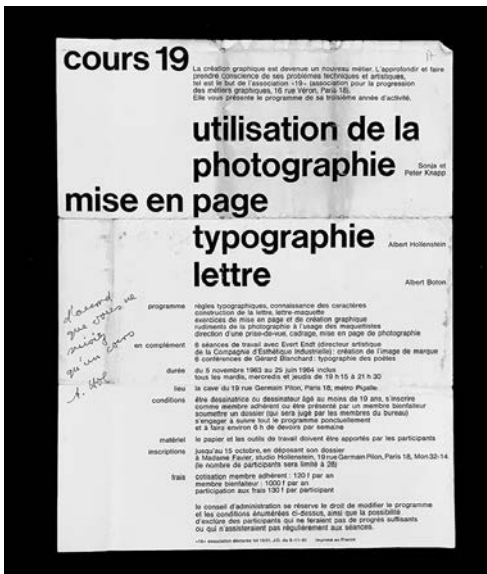 cours 19
La création graphique est devenue un nouveau métier. L'approfondir et faire
prendre conscience de ses problèmes techniques et artistiques,
tel est le but de l'association «19» (association pour la progression
des métiers graphiques, 16 rue Véron, Paris 18).
Elle vous présente le programme de sa troisième année d'activité.
utilisation de la
photographie
Sonja et
Peter Knapp
mise en page
typographie
Albert Hollenstein
lettre
Albert Boton
d'accord
que vous ne
suiviez
qu'un cours
programme règles typographiques, connaissance des caractères
construction de la lettre, lettre-maquette
exercices de mise en page et de création graphique
rudiments de la photographie à l'usage des maquettistes
direction d'une prise-de-vue, cadrage, mise en page de photographie
en complément 6 séances de travail avec Evert Endt (directeur artistique
de la Compagnie d'Esthétique Industrielle): création de l'image de marque
6 conférences de Gérard Blanchard: typographie des poètes
durée du 5 novembre 1963 au 25 juin 1964 inclus
tous les mardis, mercredis et jeudis de 19 h 15 à 21 h 30
lieu la cave du 19 rue Germain Pilon, Paris 18, métro Pigalle
conditions être dessinatrice ou dessinateur âgé au moins de 19 ans, s'inscrire
comme membre adhérent ou être présenté par un membre bienfaiteur
soumettre un dossier (qui sera jugé par les membres du bureau)
s'engager à suivre tout le programme ponctuellement
et à faire environ 6 h de devoirs par semaine
matériel le papier et les outils de travail doivent être apportés par les participants
inscriptions jusqu'au 15 octobre, en déposant son dossier
à Madame Favier, studio Hollenstein, 19 rue Germain Pilon, Paris 18, Mon 32-14
(le nombre de participants sera limité à 28)
frais cotisation membre adhérent : 120 f par an
membre bienfaiteur : 1000 f par an
participation aux frais 130 f par participant
le conseil d'administration se réserve le droit de modifier le programme
et les conditions énumérées ci-dessus, ainsi que la possibilité
d'exclure des participants qui ne feraient pas de progrès suffisants
ou qui n'assisteraient pas régulièrement aux séances.
«19» association déclarée loi 1901, J.O. du Imprimé en France